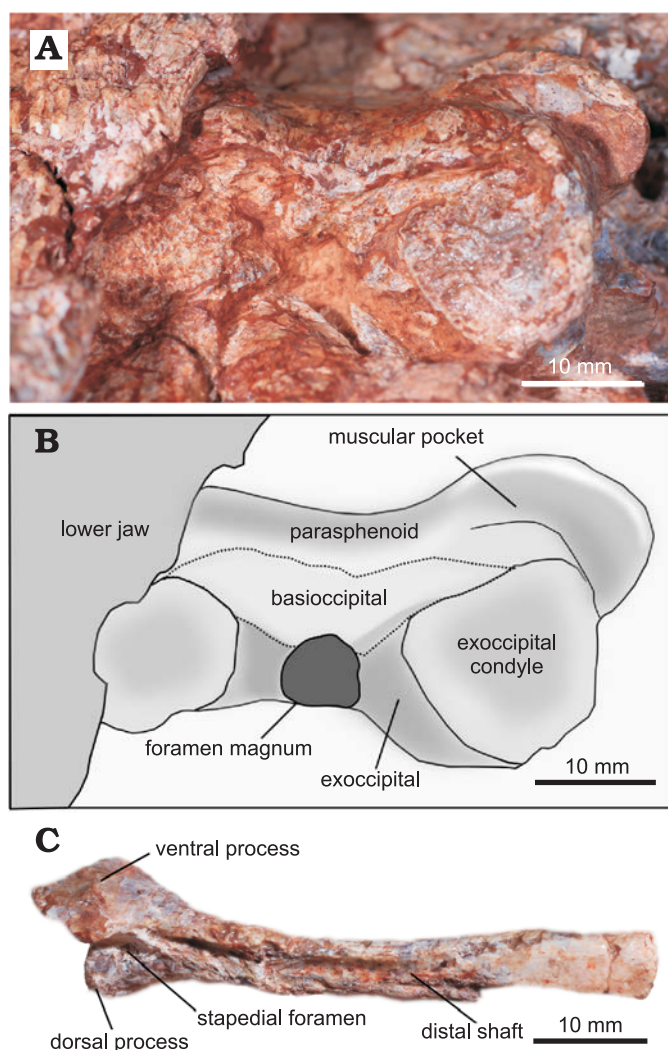 A
10 mm
B
muscular pocket
lower jaw
parasphenoid
basioccipital
exoccipital
condyle
foramen magnum
exoccipital
10 mm
C
ventral process
stapedial foramen
distal shaft
dorsal process
10 mm